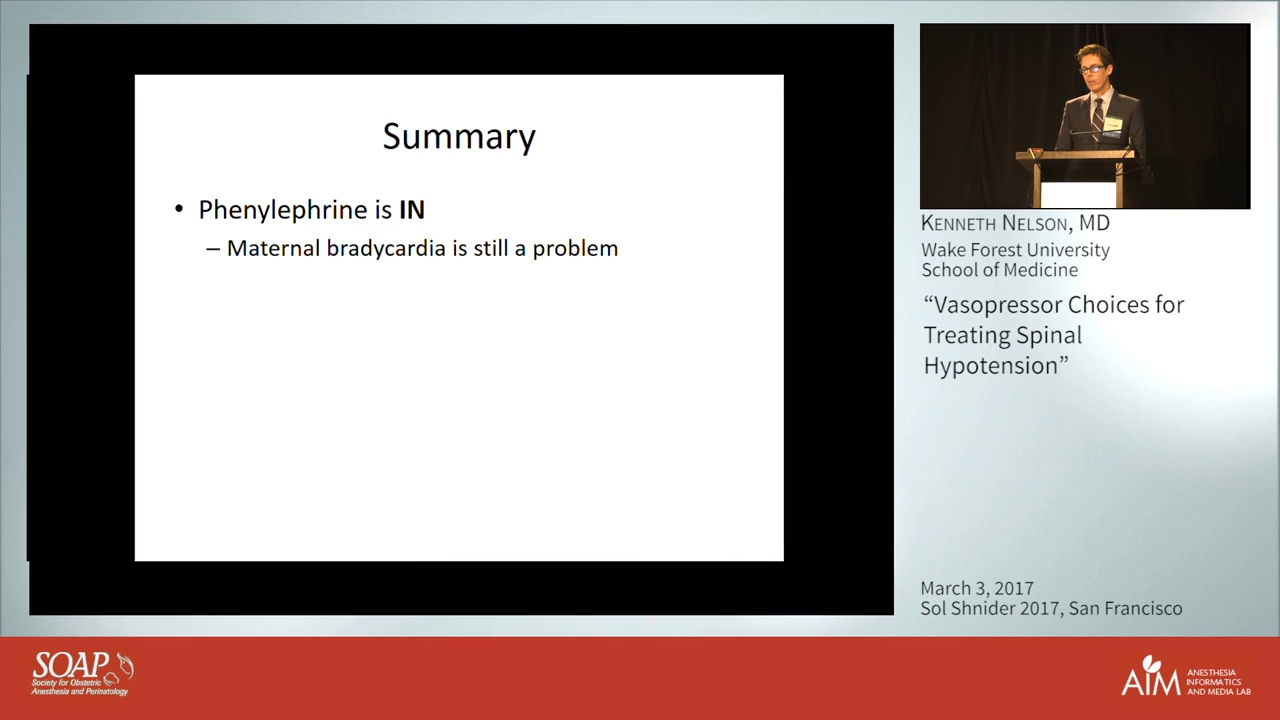 Summary
• Phenylephrine is IN
– Maternal bradycardia is still a problem
KENNETH NELSON, MD
Wake Forest University
School of Medicine
“Vasopressor Choices for
Treating Spinal
Hypotension”
March 3, 2017
Sol Shnider 2017, San Francisco
SOAP
Society for Obstetric
Anesthesia and Perinatology
AIM
ANESTHESIA
INFORMATICS
AND MEDIA LAB